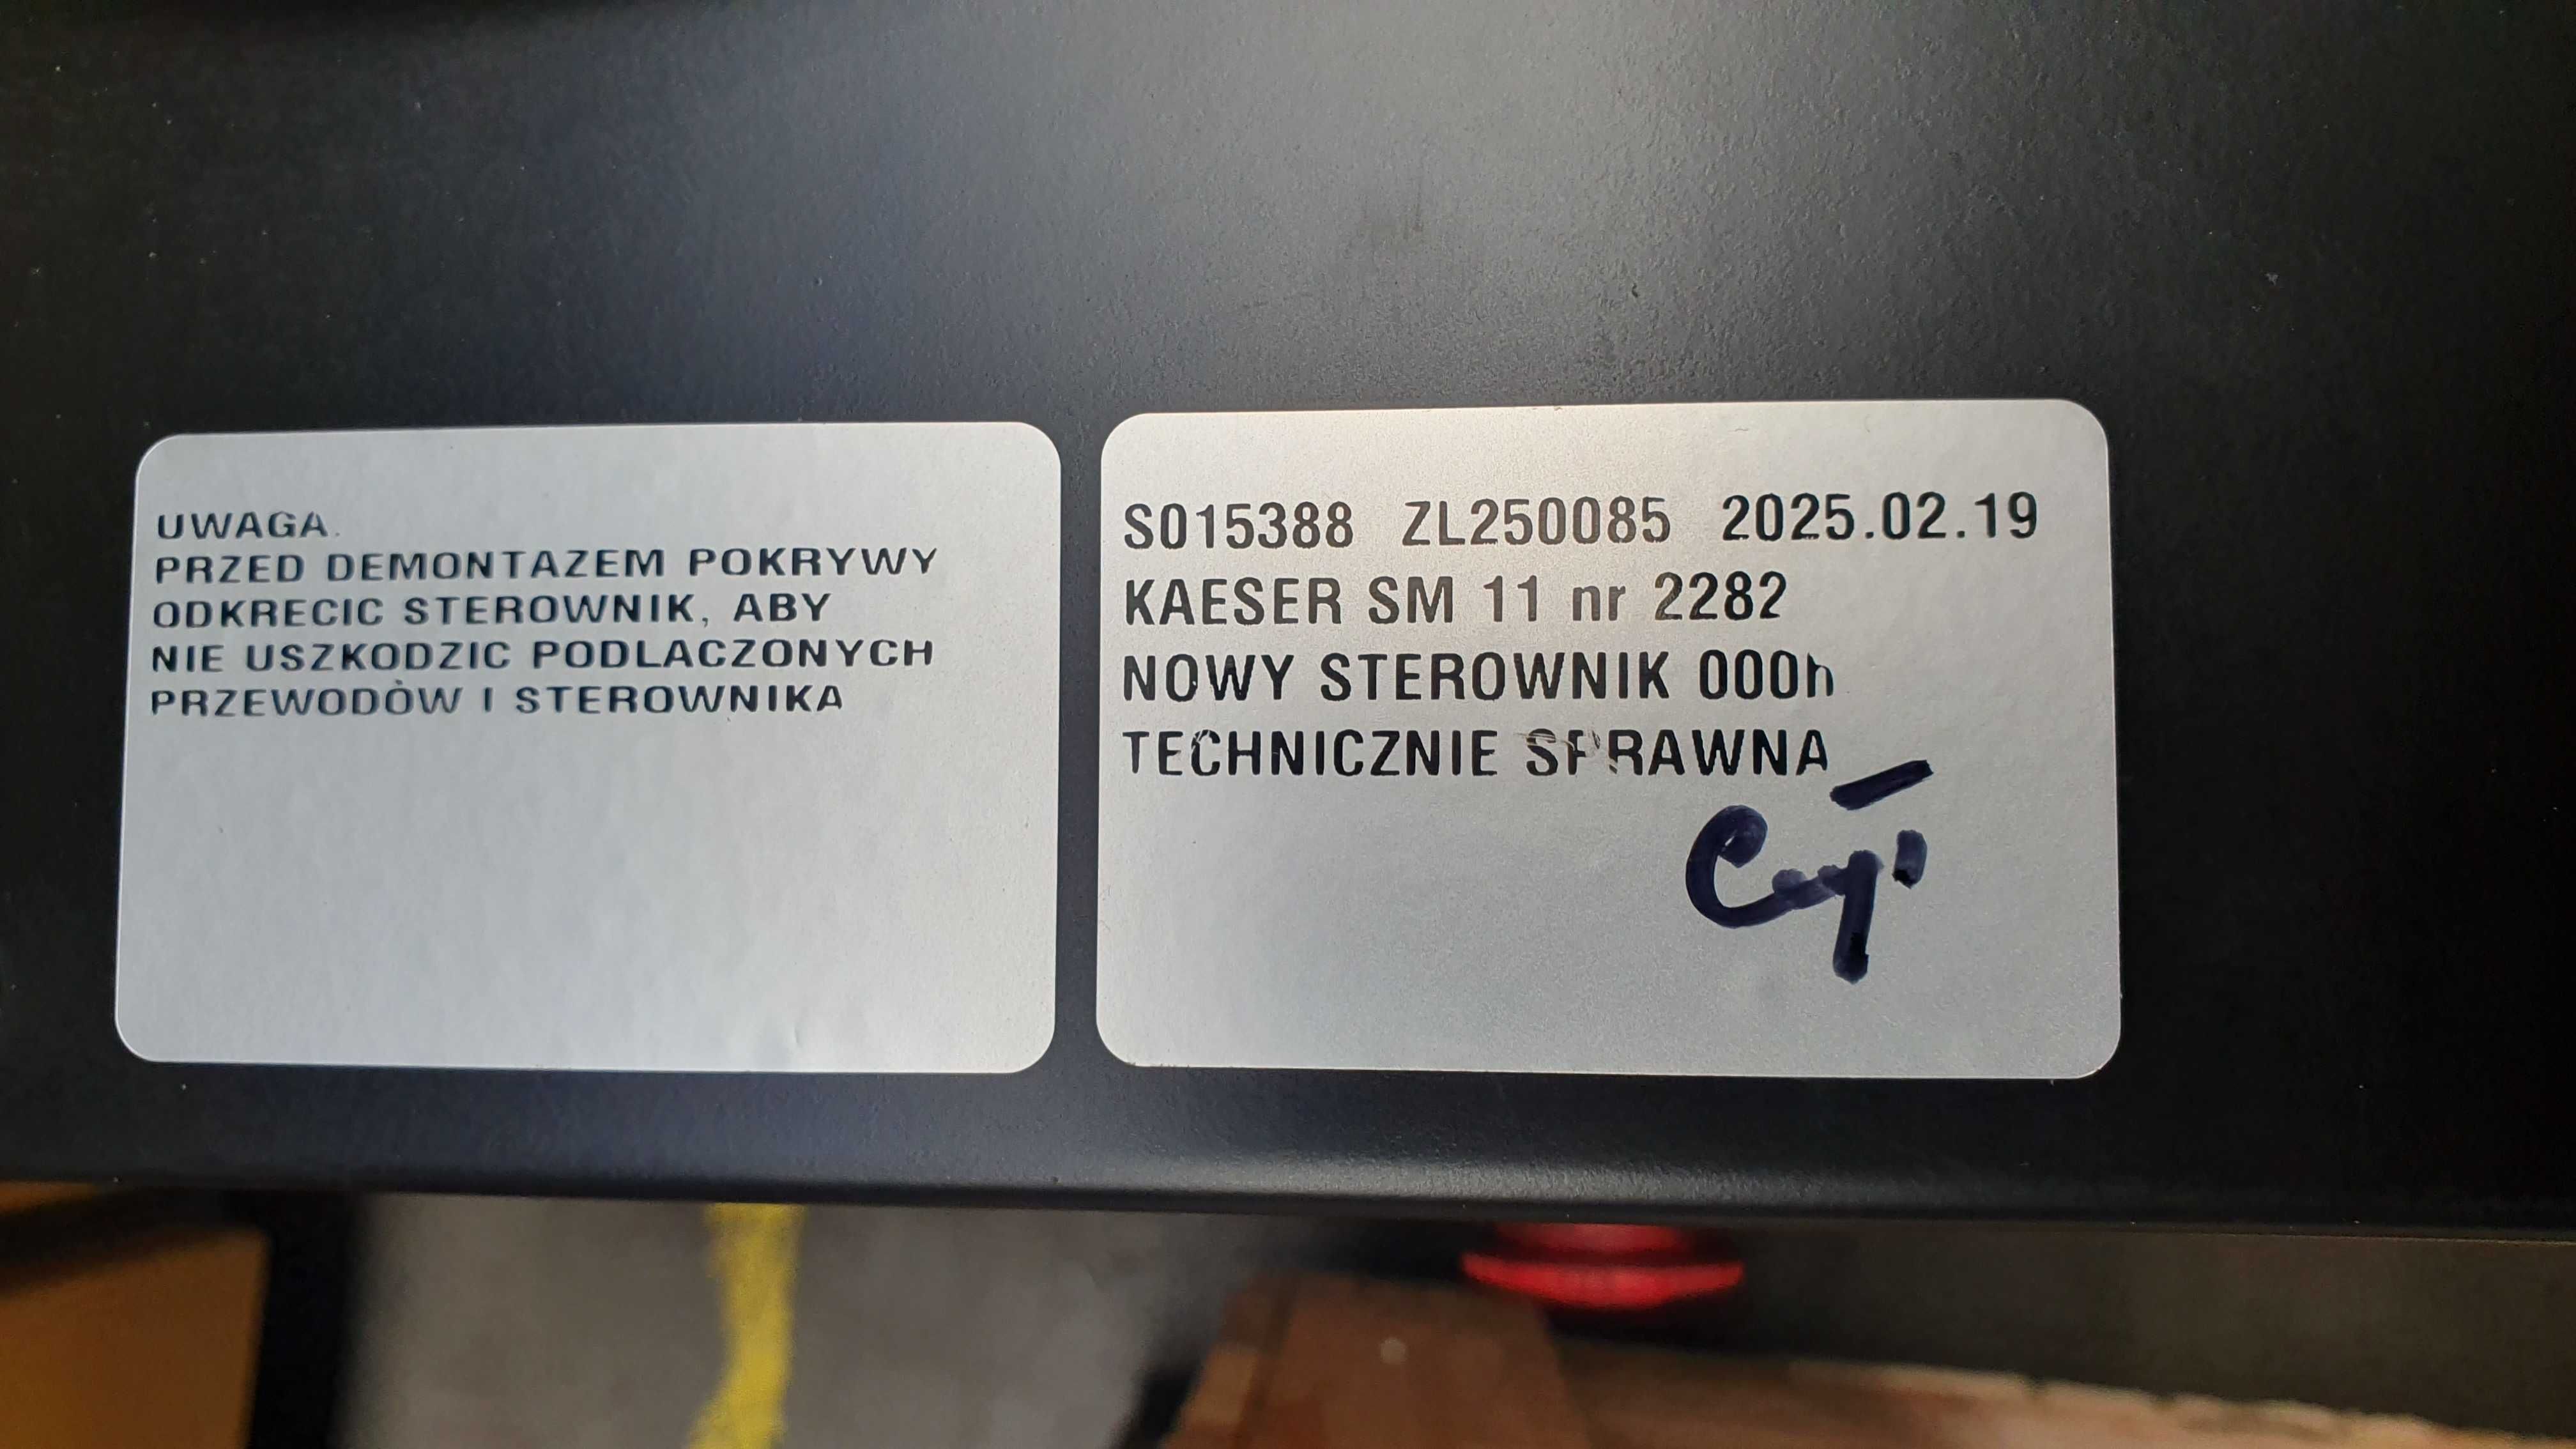 UWAGA.
PRZED DEMONTAZEM POKRYWY
ODKRECIC STEROWNIK, ABY
NIE USZKODZIC PODLACZONYCH
PRZEWODÒW I STEROWNIKA
S015388 ZL250085 2025.02.19
KAESER SM 11 nr 2282
NOWY STEROWNIK 000h
TECHNICZNIE SPRAWNA